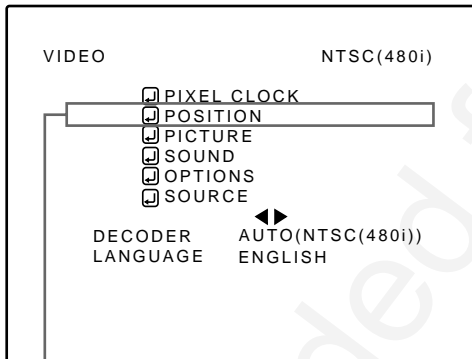 VIDEO NTSC(480i)
PIXEL CLOCK
POSITION
PICTURE
SOUND
OPTIONS
SOURCE
DECODER AUTO(NTSC(480i))
LANGUAGE ENGLISH